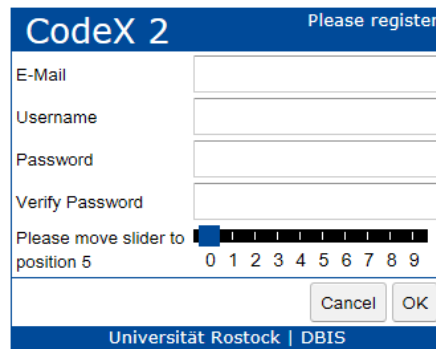 CodeX 2 Please register
E-Mail
Username
Password
Verify Password
Please move slider to
position 5
0 1 2 3 4 5 6 7 8 9
Cancel OK
Universität Rostock | DBIS